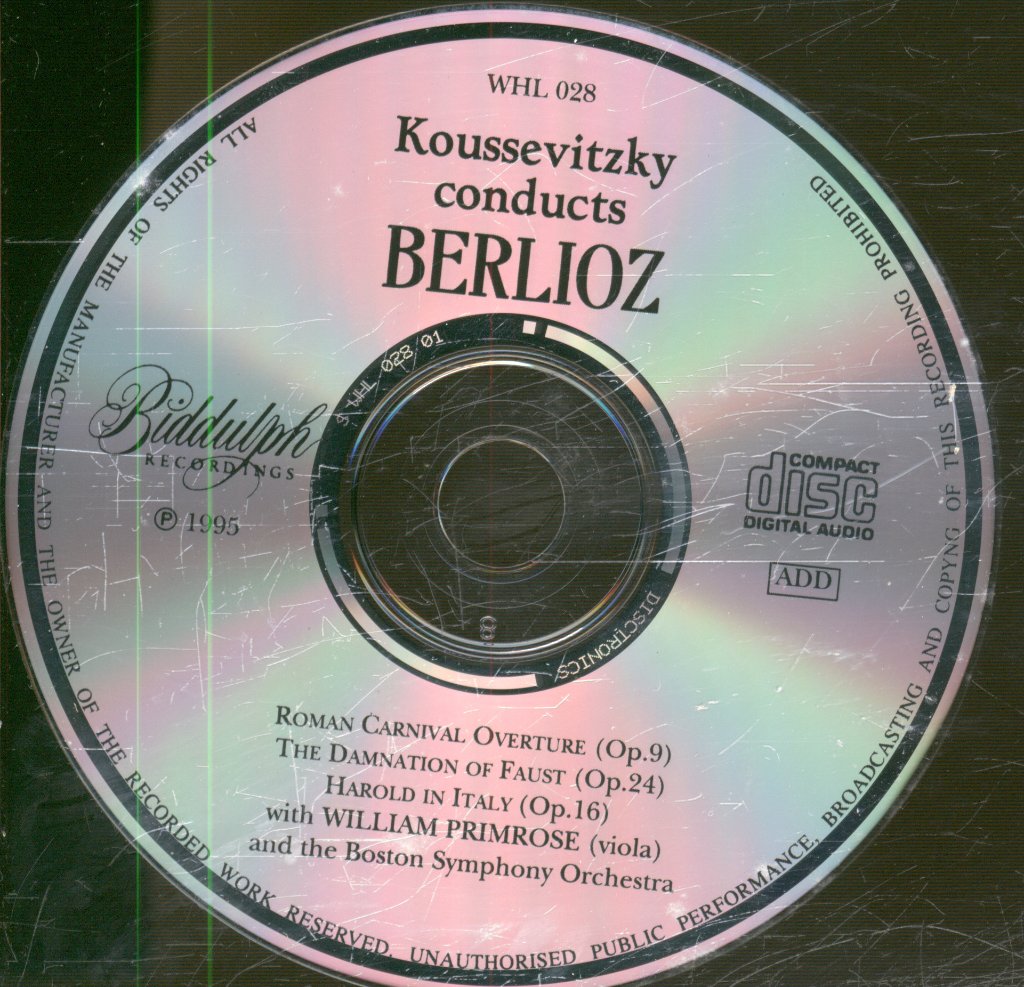 WHL 028
Koussevitzky
conducts
BERLIOZ
Biddulph
RECORDINGS
℗ 1995
COMPACT
disc
DIGITAL AUDIO
ADD
ROMAN CARNIVAL OVERTURE (Op.9)
THE DAMNATION OF FAUST (Op.24)
HAROLD IN ITALY (Op.16)
with WILLIAM PRIMROSE (viola)
and the Boston Symphony Orchestra
ALL RIGHTS OF THE MANUFACTURER AND THE OWNER OF THE RECORDED WORK RESERVED. UNAUTHORISED PUBLIC PERFORMANCE, BROADCASTING AND COPYNG OF THIS RECORDING PROHIBITED
WHL 028 01
DISCTRONICS
8